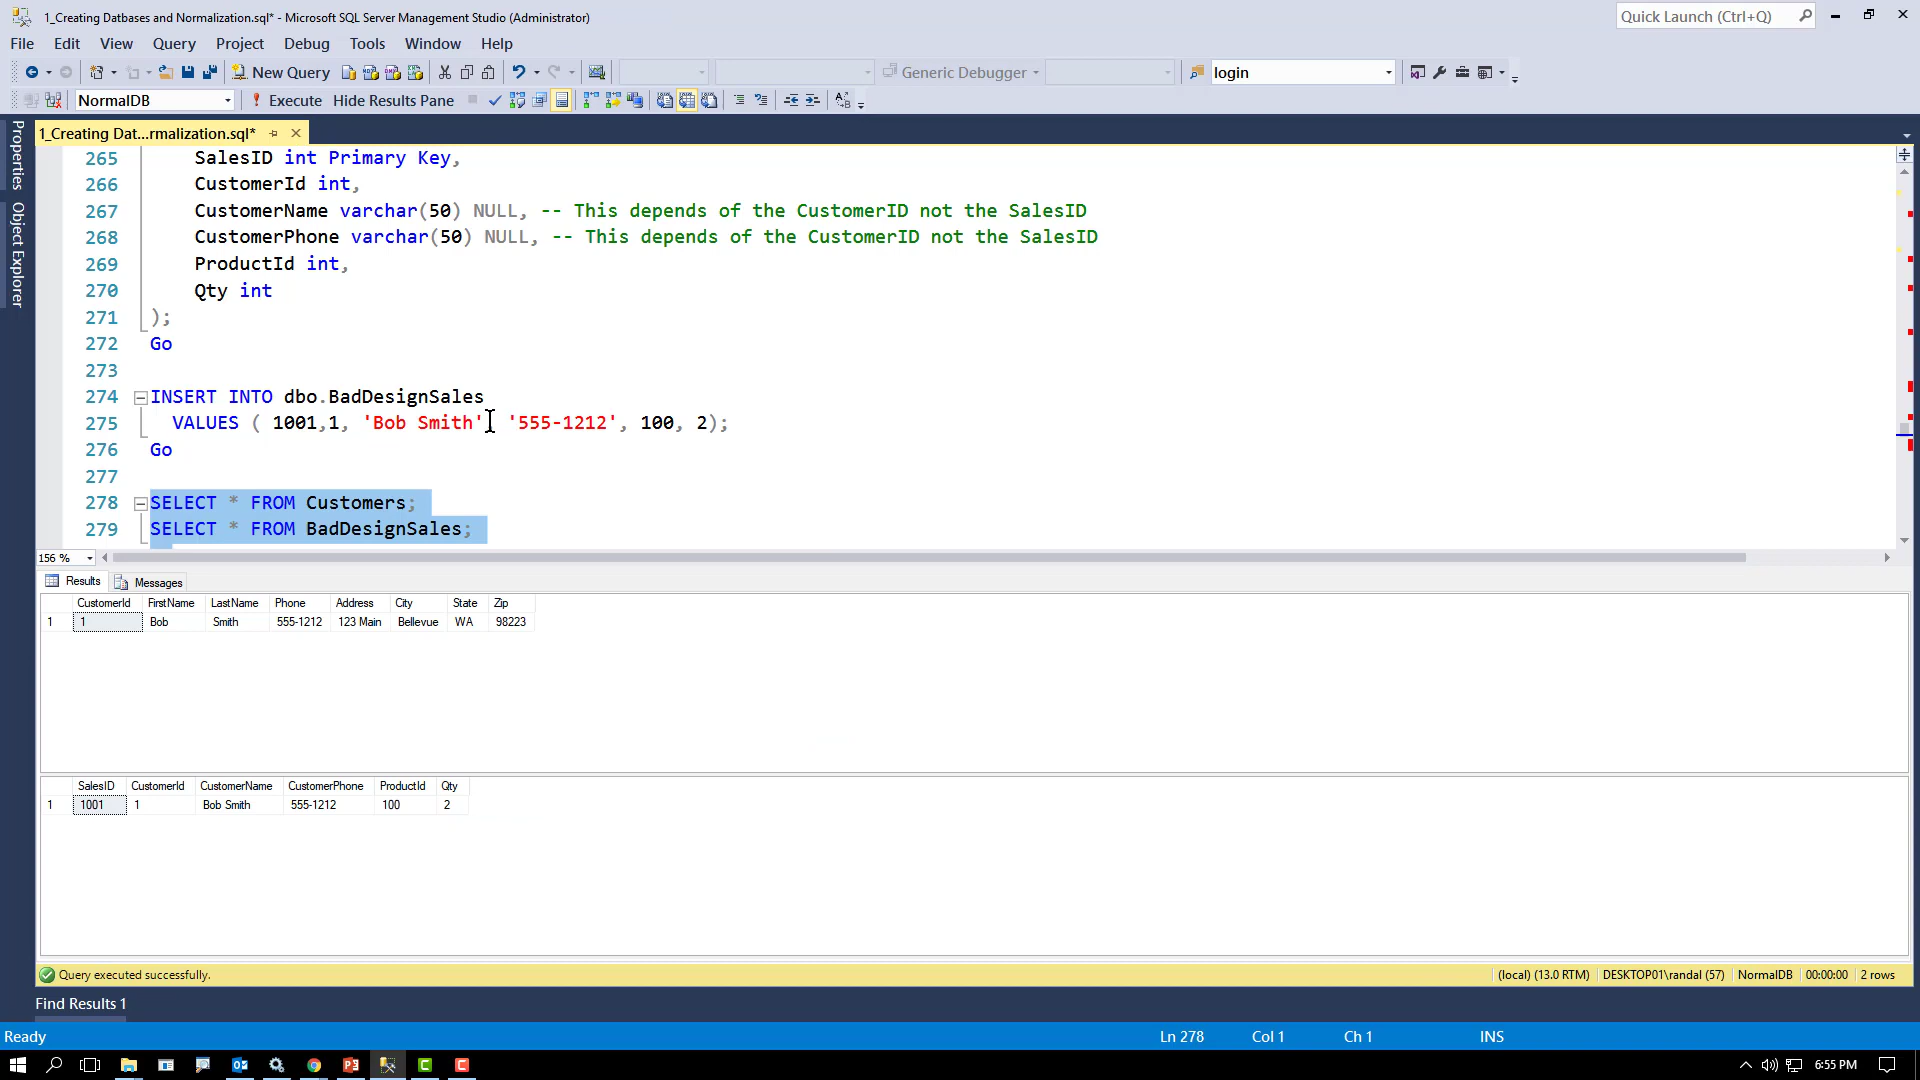 1_Creating Datbases and Normalization.sql* - Microsoft SQL Server Management Studio (Administrator)
Quick Launch (Ctrl+Q)
File Edit View Query Project Debug Tools Window Help
New Query Generic Debugger login
NormalDB Execute Hide Results Pane
Properties
Object Explorer
1_Creating Dat...rmalization.sql*
265 SalesID int Primary Key,
266 CustomerId int,
267 CustomerName varchar(50) NULL, -- This depends of the CustomerID not the SalesID
268 CustomerPhone varchar(50) NULL, -- This depends of the CustomerID not the SalesID
269 ProductId int,
270 Qty int
271 );
272 Go
273
274 INSERT INTO dbo.BadDesignSales
275 VALUES ( 1001,1, 'Bob Smith' '555-1212', 100, 2);
276 Go
277
278 SELECT * FROM Customers;
279 SELECT * FROM BadDesignSales;
156 %
Results Messages
CustomerId FirstName LastName Phone Address City State Zip
1 1 Bob Smith 555-1212 123 Main Bellevue WA 98223
SalesID CustomerId CustomerName CustomerPhone ProductId Qty
1 1001 1 Bob Smith 555-1212 100 2
Query executed successfully. (local) (13.0 RTM) DESKTOP01\randal (57) NormalDB 00:00:00 2 rows
Find Results 1
Ready Ln 278 Col 1 Ch 1 INS
6:55 PM